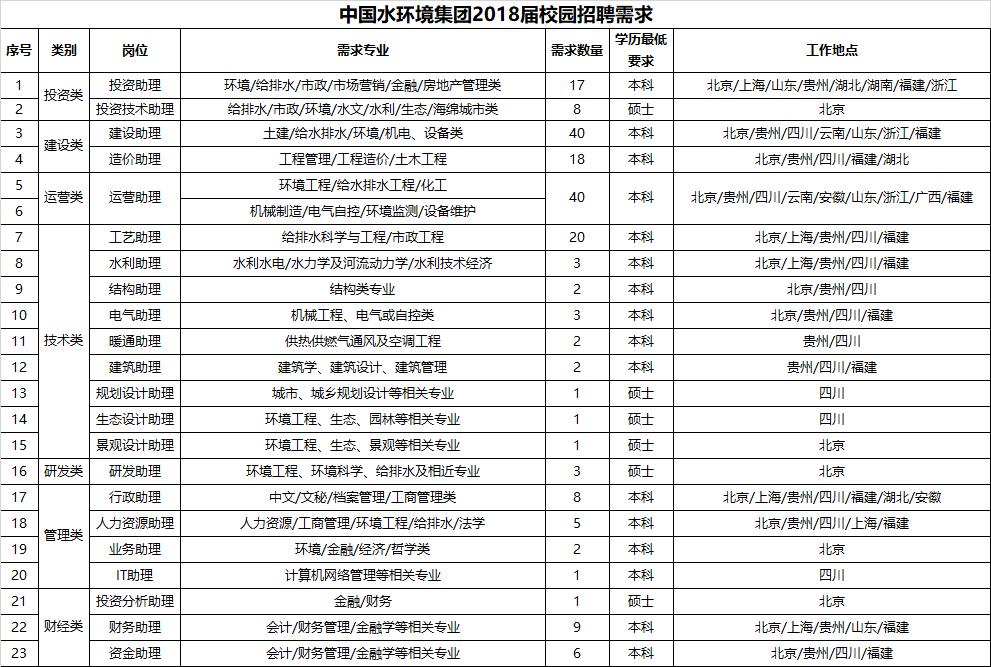 中国水环境集团2018届校园招聘需求
序号 类别 岗位 需求专业 需求数量 学历最低要求 工作地点
1 投资类 投资助理 环境/给排水/市政/市场营销/金融/房地产管理类 17 本科 北京/上海/山东/贵州/湖北/湖南/福建/浙江
2 投资技术助理 给排水/市政/环境/水文/水利/生态/海绵城市类 8 硕士 北京
3 建设类 建设助理 土建/给水排水/环境/机电、设备类 40 本科 北京/贵州/四川/云南/山东/浙江/福建
4 造价助理 工程管理/工程造价/土木工程 18 本科 北京/贵州/四川/福建/湖北
5 运营类 运营助理 环境工程/给水排水工程/化工 40 本科 北京/贵州/四川/云南/安徽/山东/浙江/广西/福建
6 机械制造/电气自控/环境监测/设备维护
7 技术类 工艺助理 给排水科学与工程/市政工程 20 本科 北京/上海/贵州/四川/福建
8 水利助理 水利水电/水力学及河流动力学/水利技术经济 3 本科 北京/上海/贵州/四川/福建
9 结构助理 结构类专业 2 本科 北京/贵州/四川
10 电气助理 机械工程、电气或自控类 3 本科 北京/贵州/四川/福建
11 暖通助理 供热供燃气通风及空调工程 2 本科 贵州/四川
12 建筑助理 建筑学、建筑设计、建筑管理 2 本科 贵州/四川/福建
13 规划设计助理 城市、城乡规划设计等相关专业 1 硕士 四川
14 生态设计助理 环境工程、生态、园林等相关专业 1 硕士 四川
15 景观设计助理 环境工程、生态、景观等相关专业 1 硕士 北京
16 研发类 研发助理 环境工程、环境科学、给排水及相近专业 3 硕士 北京
17 管理类 行政助理 中文/文秘/档案管理/工商管理类 8 本科 北京/上海/贵州/四川/福建/湖北/安徽
18 人力资源助理 人力资源/工商管理/环境工程/给排水/法学 5 本科 北京/贵州/四川/上海/福建
19 业务助理 环境/金融/经济/哲学类 2 本科 北京
20 IT助理 计算机网络管理等相关专业 1 本科 四川
21 财经类 投资分析助理 金融/财务 1 硕士 北京
22 财务助理 会计/财务管理/金融学等相关专业 9 本科 北京/上海/贵州/山东/福建
23 资金助理 会计/财务管理/金融学等相关专业 6 本科 北京/贵州/四川/福建